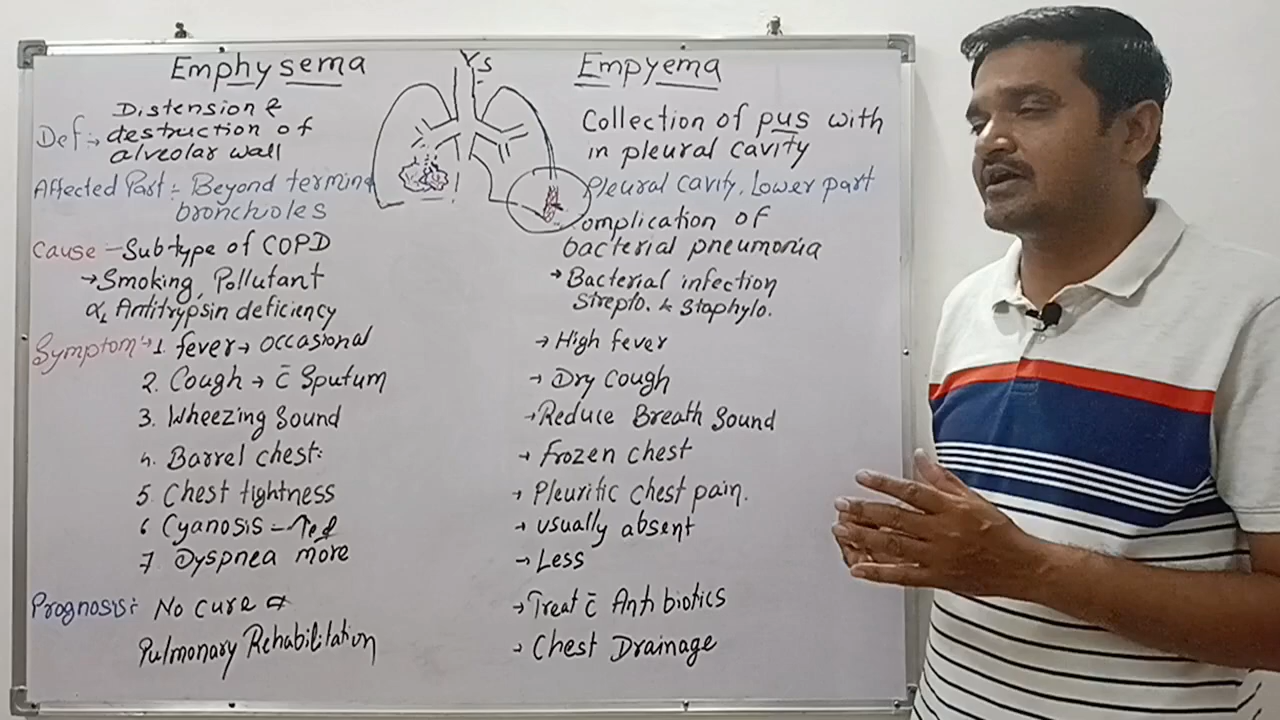 Emphysema Vs Empyema
Def:→ Distension &
destruction of
alveolar wall
Collection of pus with
in pleural cavity
Affected Part:- Beyond termin
bronchioles
Pleural cavity, Lower part
Cause – Subtype of COPD
Complication of
bacterial pneumonia
→ Smoking, Pollutant
α1 Antitrypsin deficiency
→ Bacterial infection
Strepto. & Staphylo.
Symptom:→ 1. fever → occasional
→ High fever
2. Cough → c̄ Sputum
→ Dry cough
3. Wheezing Sound
→ Reduce Breath Sound
4. Barrel chest:
→ Frozen chest
5. Chest tightness
→ Pleuritic chest pain.
6 Cyanosis –
→ usually absent
7. Dyspnea more
→ Less
Prognosis: No cure
Pulmonary Rehabilitation
→ Treat c̄ Antibiotics
→ Chest Drainage